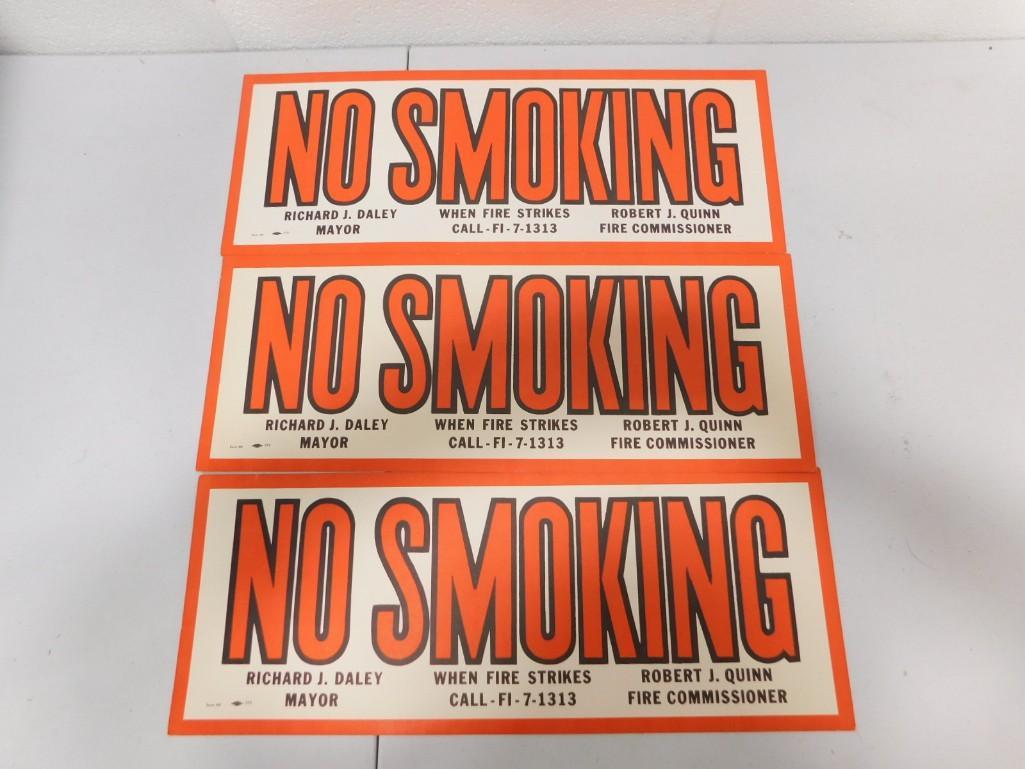 NO SMOKING
RICHARD J. DALEY WHEN FIRE STRIKES ROBERT J. QUINN
MAYOR CALL-FI-7-1313 FIRE COMMISSIONER
NO SMOKING
RICHARD J. DALEY WHEN FIRE STRIKES ROBERT J. QUINN
MAYOR CALL-FI-7-1313 FIRE COMMISSIONER
NO SMOKING
RICHARD J. DALEY WHEN FIRE STRIKES ROBERT J. QUINN
MAYOR CALL-FI-7-1313 FIRE COMMISSIONER